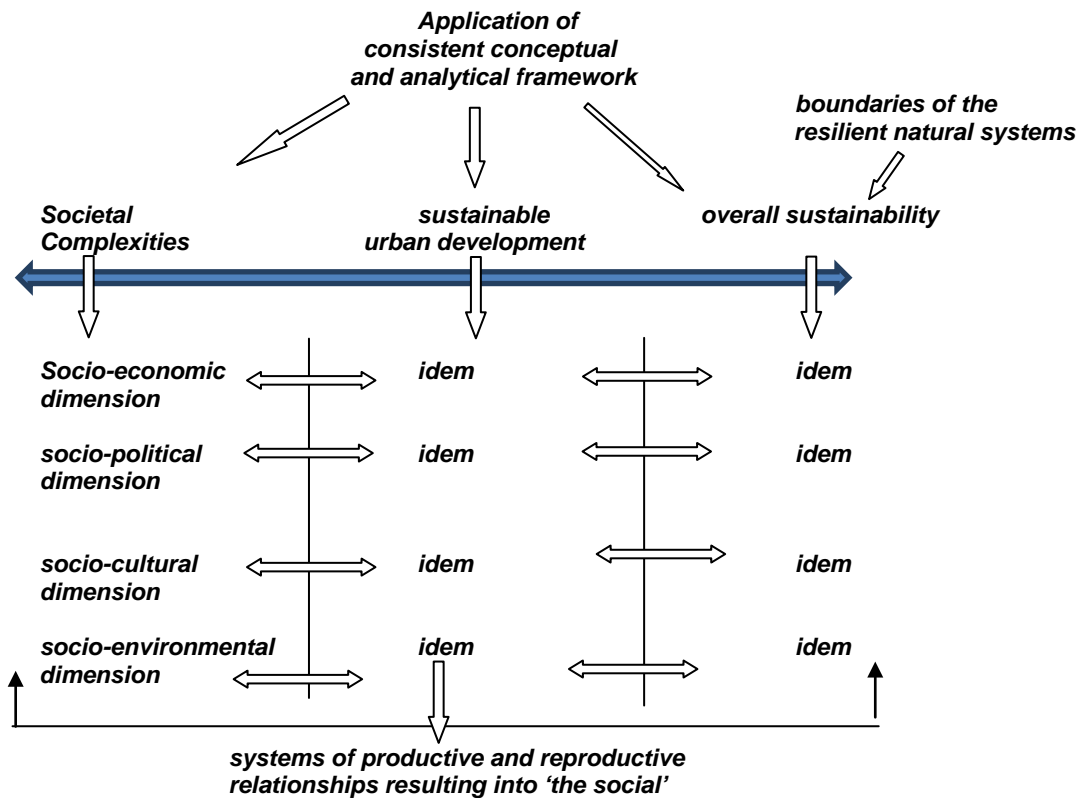 Application of
consistent conceptual
and analytical framework
boundaries of the
resilient natural systems
Societal
Complexities
sustainable
urban development
overall sustainability
Socio-economic
dimension
idem
idem
socio-political
dimension
idem
idem
socio-cultural
dimension
idem
idem
socio-environmental
dimension
idem
idem
systems of productive and reproductive
relationships resulting into ‘the social’